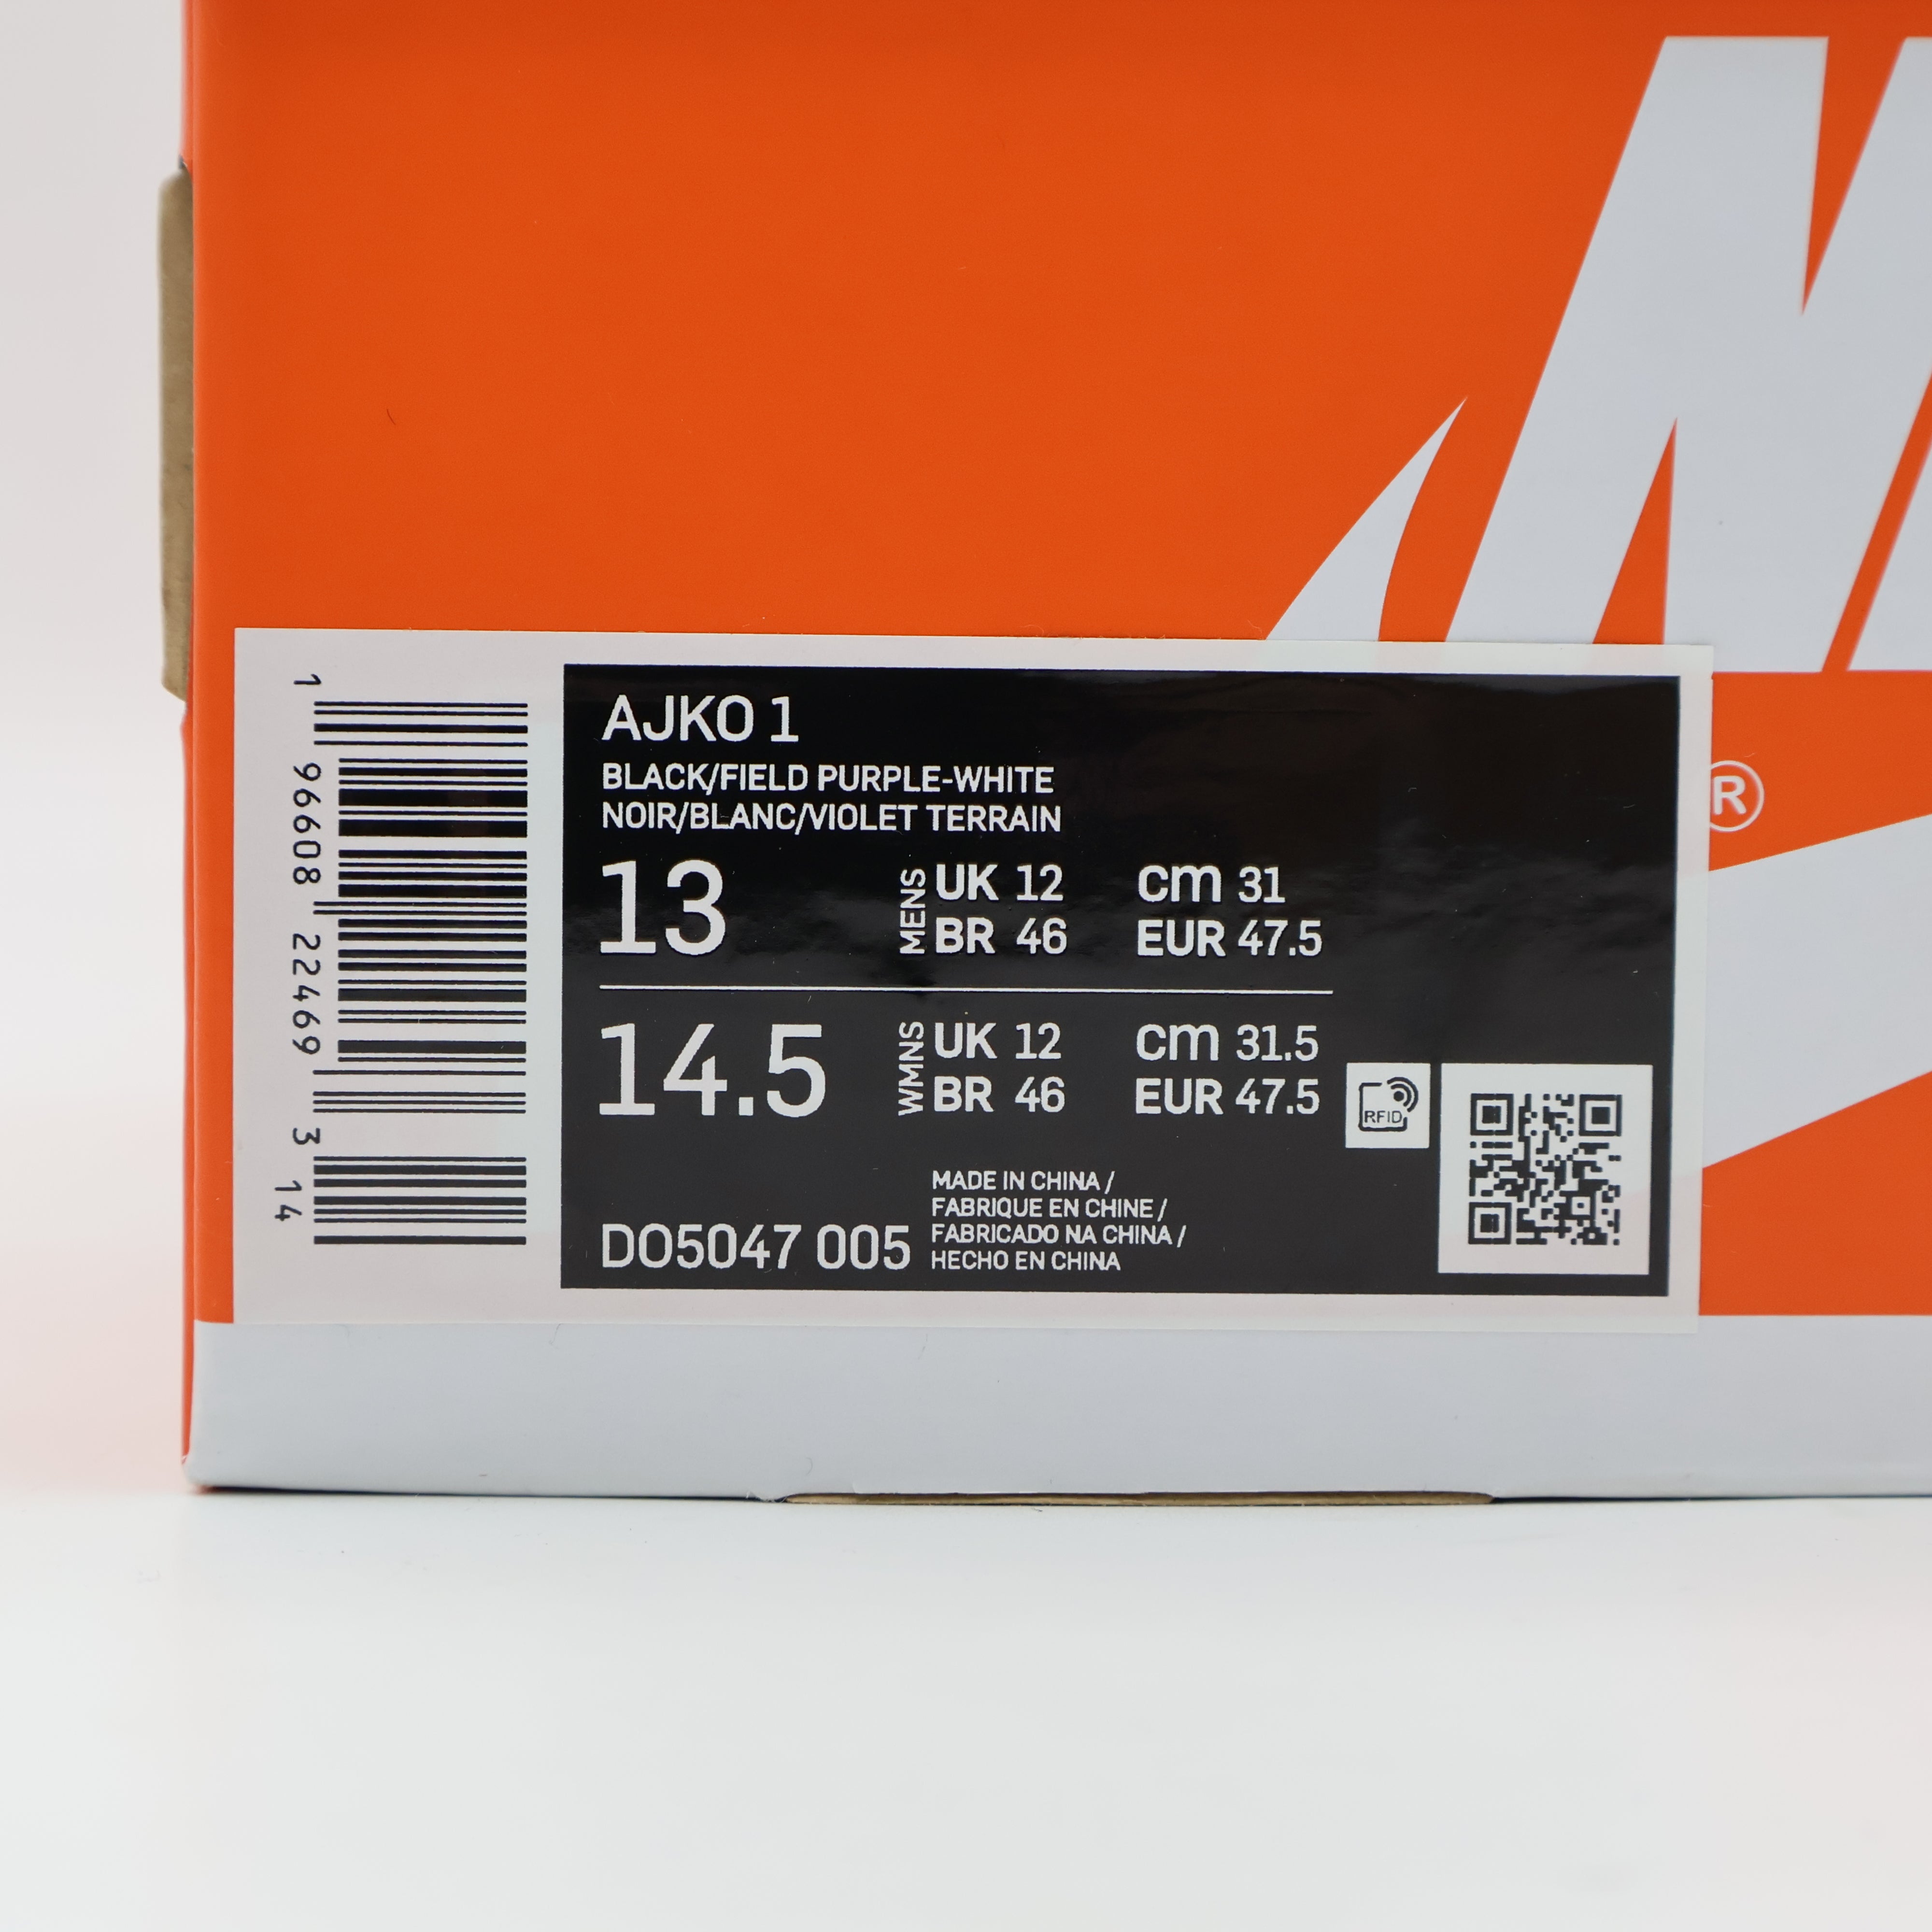 ®
AJKO 1
BLACK/FIELD PURPLE-WHITE
NOIR/BLANC/VIOLET TERRAIN
13
MENS
UK 12
cm 31
BR 46
EUR 47.5
14.5
WMNS
UK 12
cm 31.5
BR 46
EUR 47.5
RFID
MADE IN CHINA /
FABRIQUE EN CHINE /
FABRICADO NA CHINA /
HECHO EN CHINA
DO5047 005
1 96608 22469 3
14